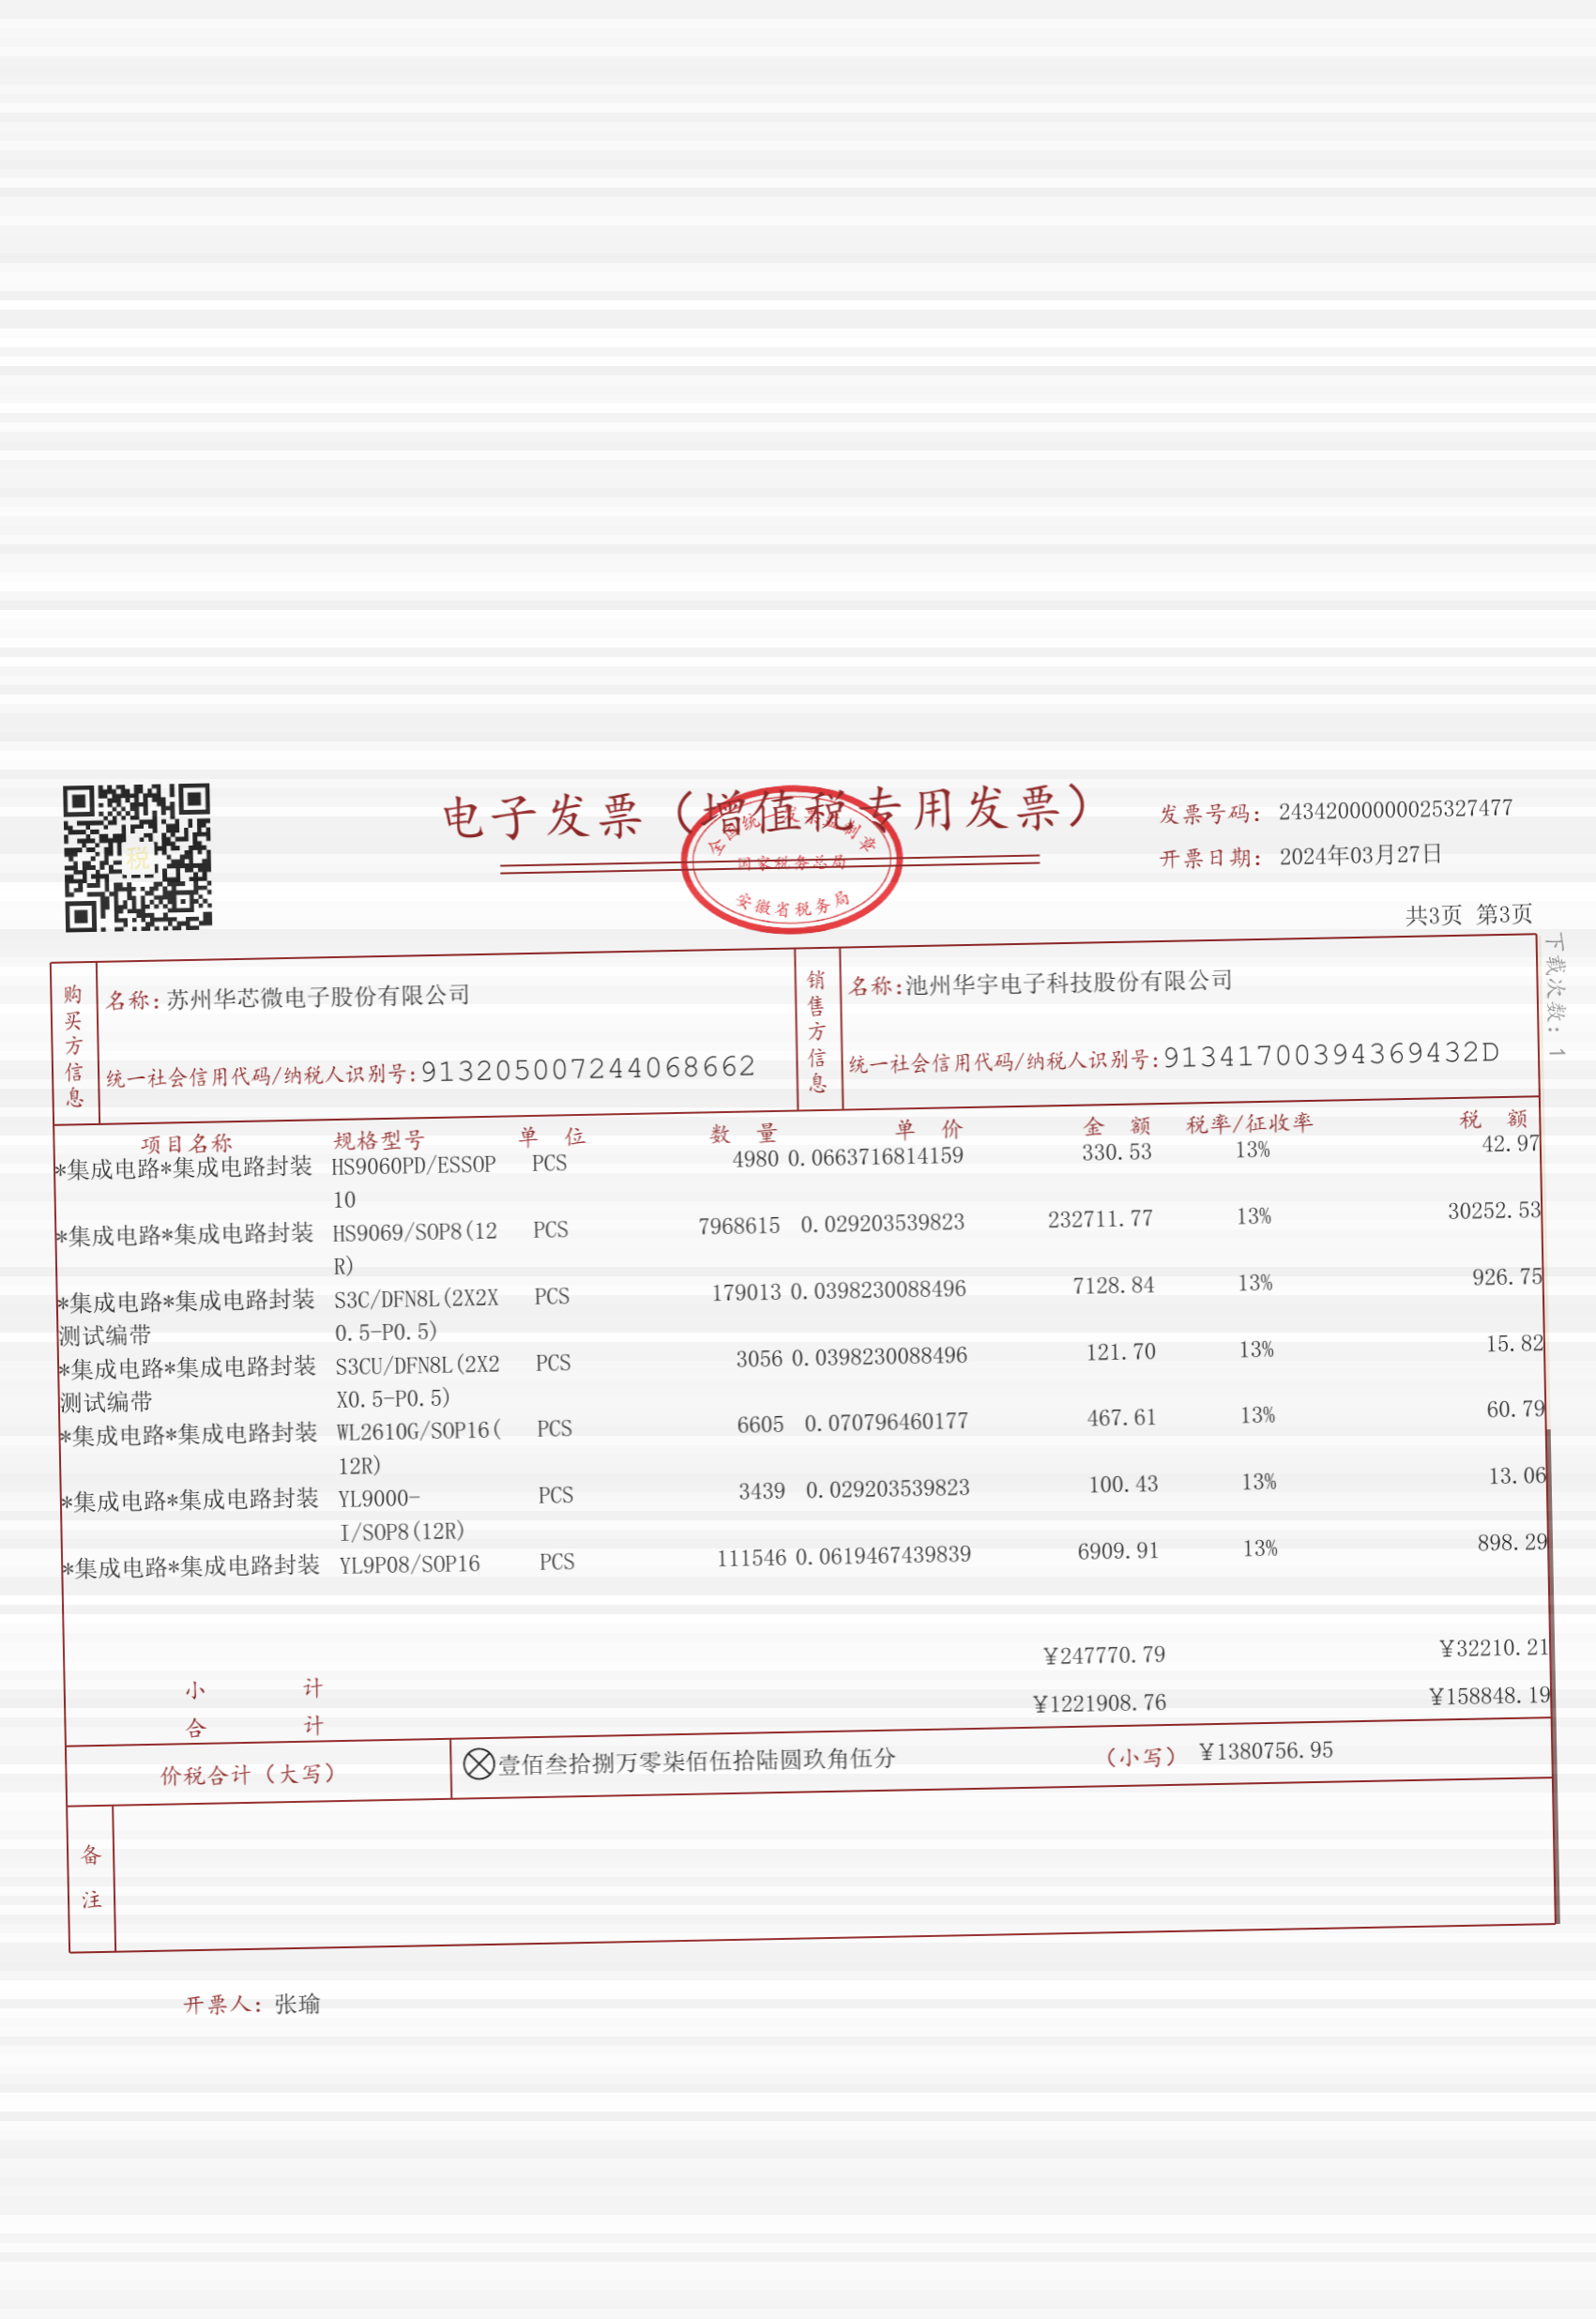 电子发票（增值税专用发票）
全国统一发票监制章
国家税务总局
安徽省税务局
税
发票号码：24342000000025327477
开票日期：2024年03月27日
共3页 第3页
下载次数：1
购买方信息
名称：苏州华芯微电子股份有限公司
统一社会信用代码/纳税人识别号：913205007244068662
销售方信息
名称：池州华宇电子科技股份有限公司
统一社会信用代码/纳税人识别号：91341700394369432D
项目名称 规格型号 单 位 数 量 单 价 金 额 税率/征收率 税 额
*集成电路*集成电路封装 HS9060PD/ESSOP PCS 4980 0.0663716814159 330.53 13% 42.97
10
*集成电路*集成电路封装 HS9069/SOP8(12 PCS 7968615 0.029203539823 232711.77 13% 30252.53
R)
*集成电路*集成电路封装 S3C/DFN8L(2X2X PCS 179013 0.0398230088496 7128.84 13% 926.75
测试编带 0.5-P0.5)
*集成电路*集成电路封装 S3CU/DFN8L(2X2 PCS 3056 0.0398230088496 121.70 13% 15.82
测试编带 X0.5-P0.5)
*集成电路*集成电路封装 WL2610G/SOP16( PCS 6605 0.070796460177 467.61 13% 60.79
12R)
*集成电路*集成电路封装 YL9000- PCS 3439 0.029203539823 100.43 13% 13.06
I/SOP8(12R)
*集成电路*集成电路封装 YL9P08/SOP16 PCS 111546 0.0619467439839 6909.91 13% 898.29
小 计 ¥247770.79 ¥32210.21
合 计 ¥1221908.76 ¥158848.19
价税合计（大写） 壹佰叁拾捌万零柒佰伍拾陆圆玖角伍分 （小写） ¥1380756.95
备注
开票人：张瑜